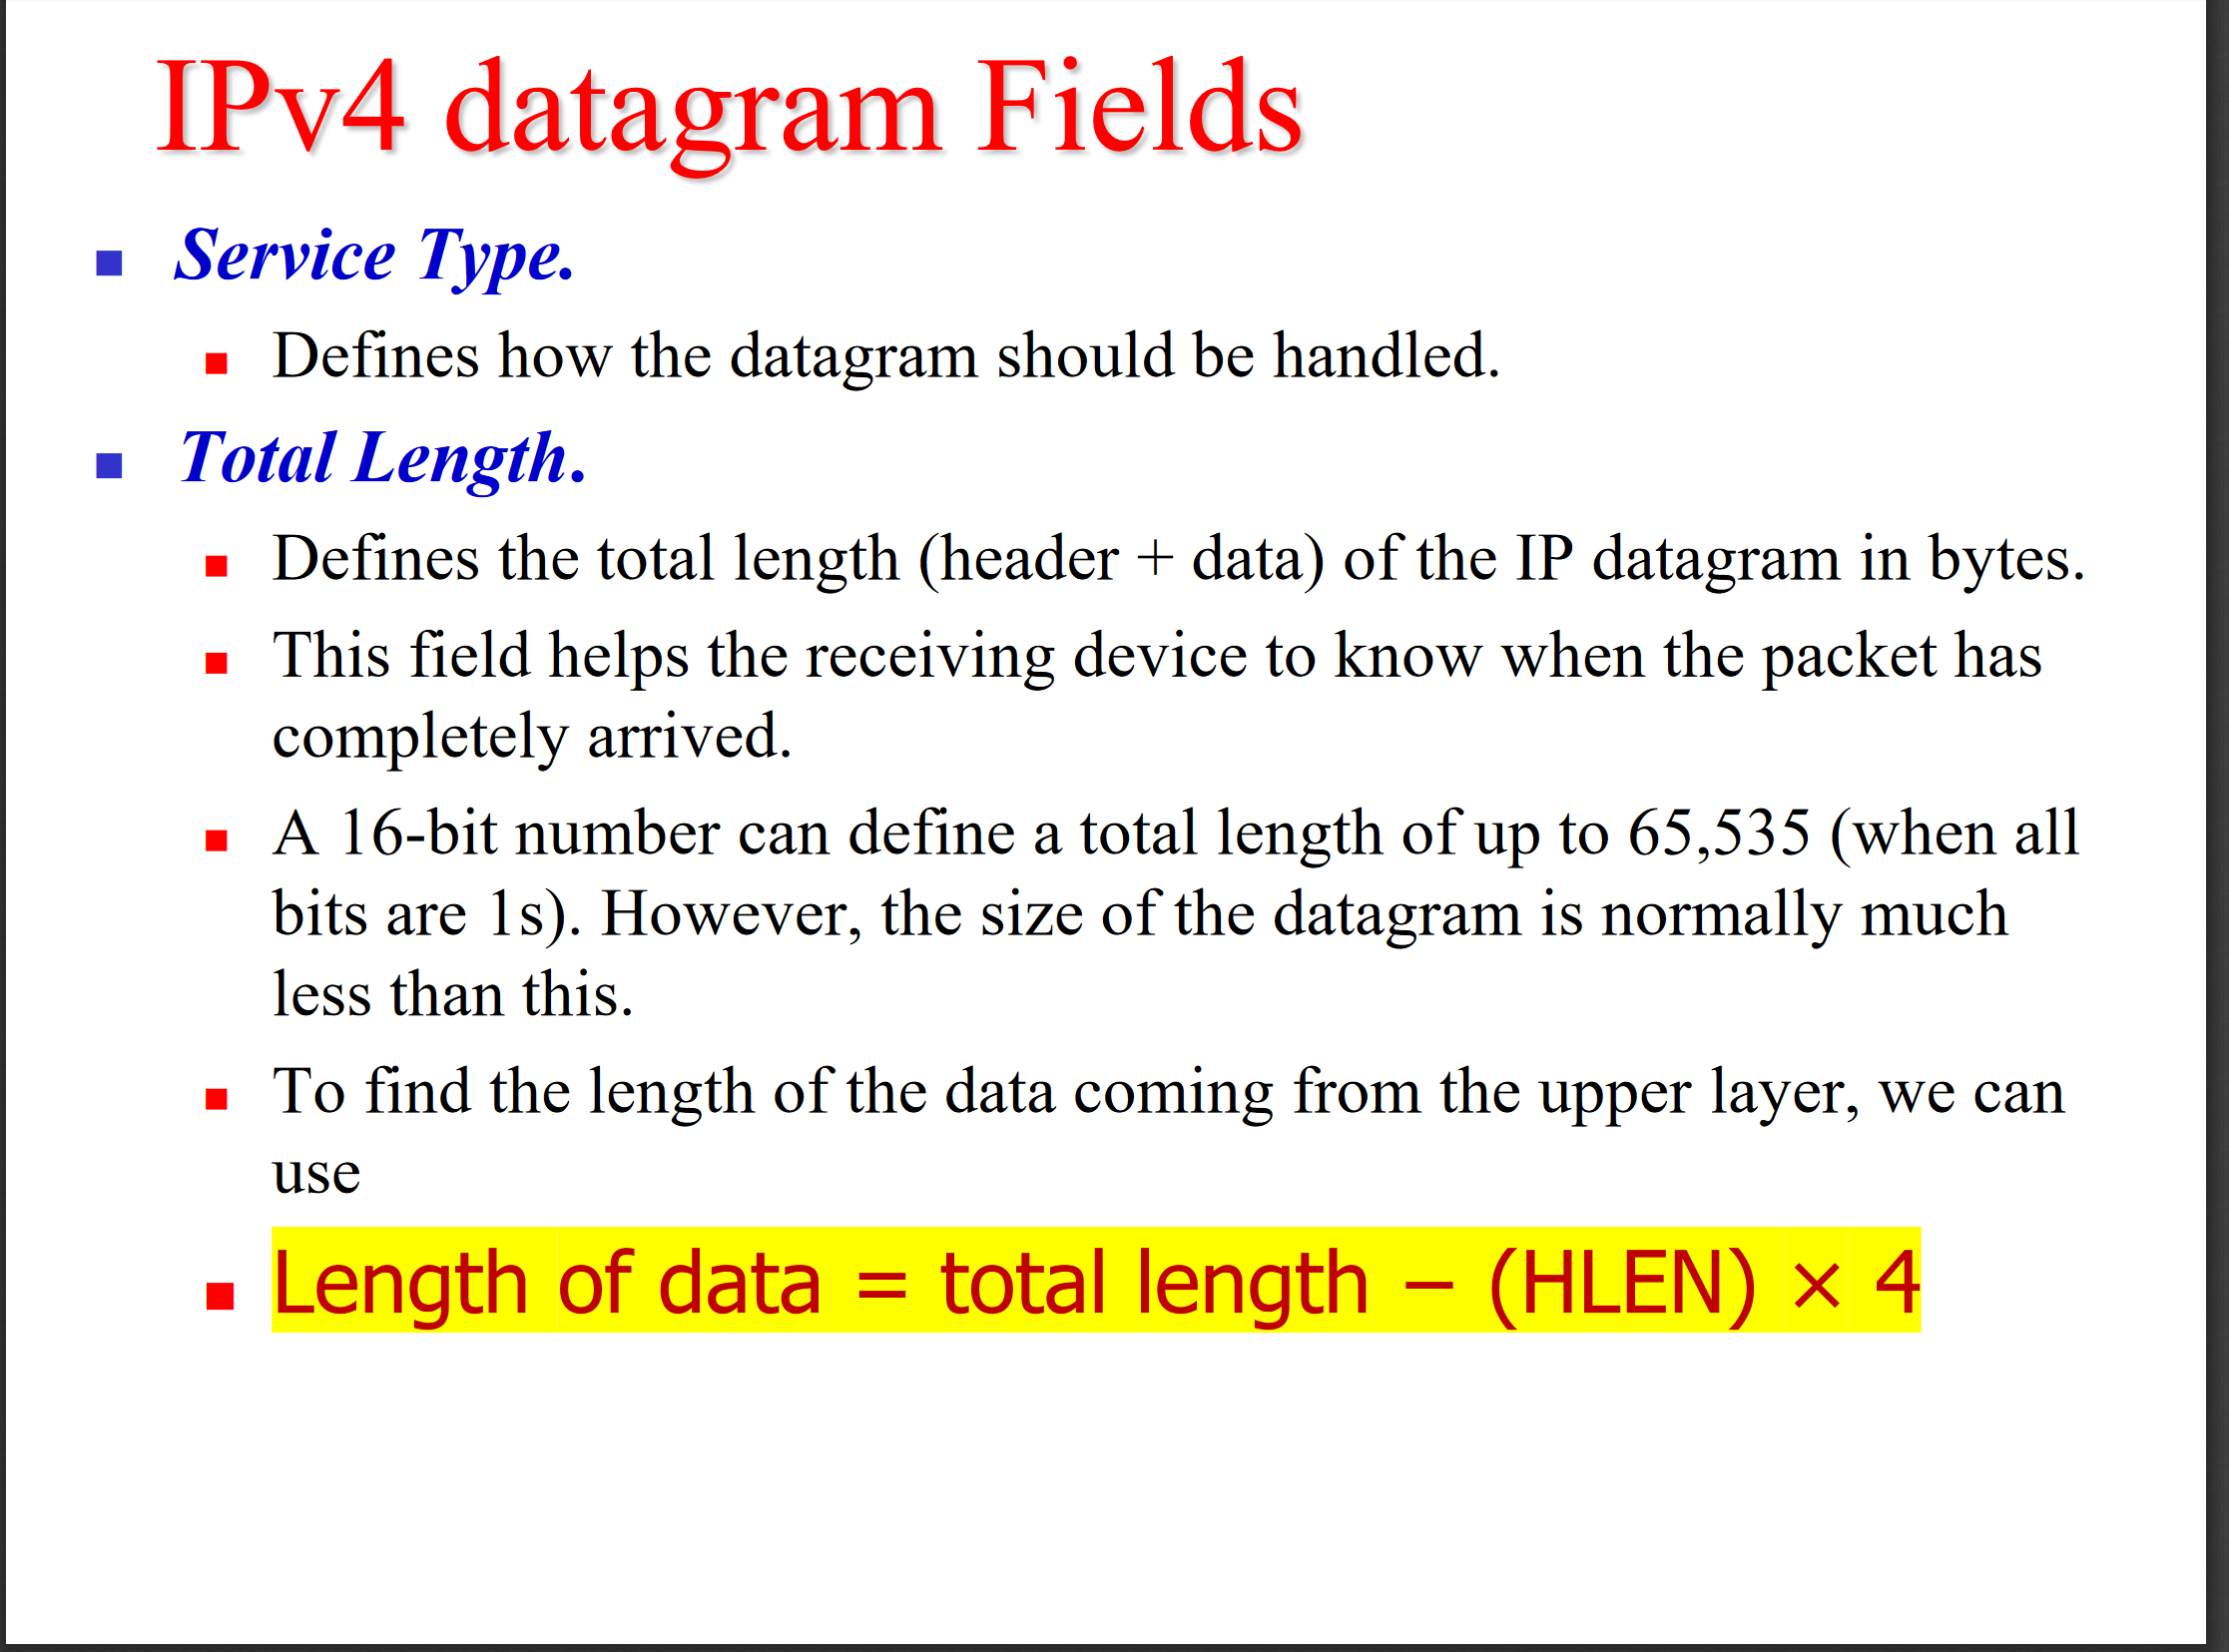 IPv4 datagram Fields
Service Type.
Defines how the datagram should be handled.
Total Length.
Defines the total length (header + data) of the IP datagram in bytes.
This field helps the receiving device to know when the packet has
completely arrived.
A 16-bit number can define a total length of up to 65,535 (when all
bits are 1s). However, the size of the datagram is normally much
less than this.
To find the length of the data coming from the upper layer, we can
use
Length of data = total length − (HLEN) × 4